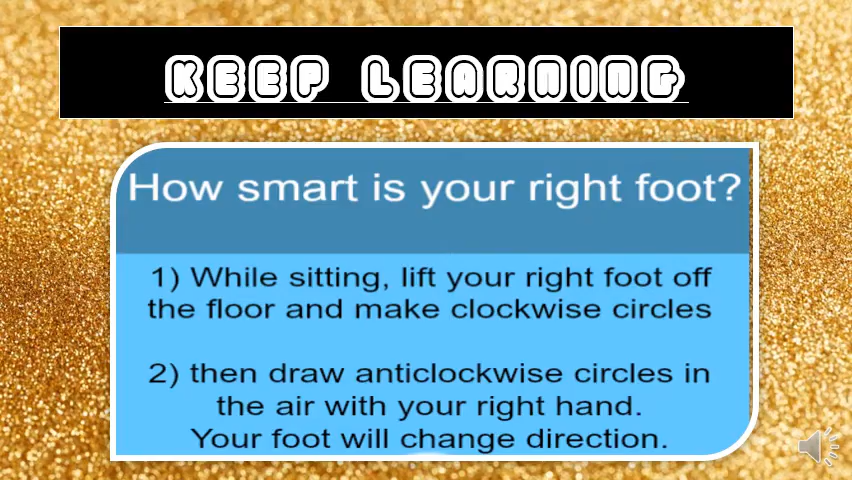 KEEP LEARNING
How smart is your right foot?
1) While sitting, lift your right foot off
the floor and make clockwise circles
2) then draw anticlockwise circles in
the air with your right hand.
Your foot will change direction.